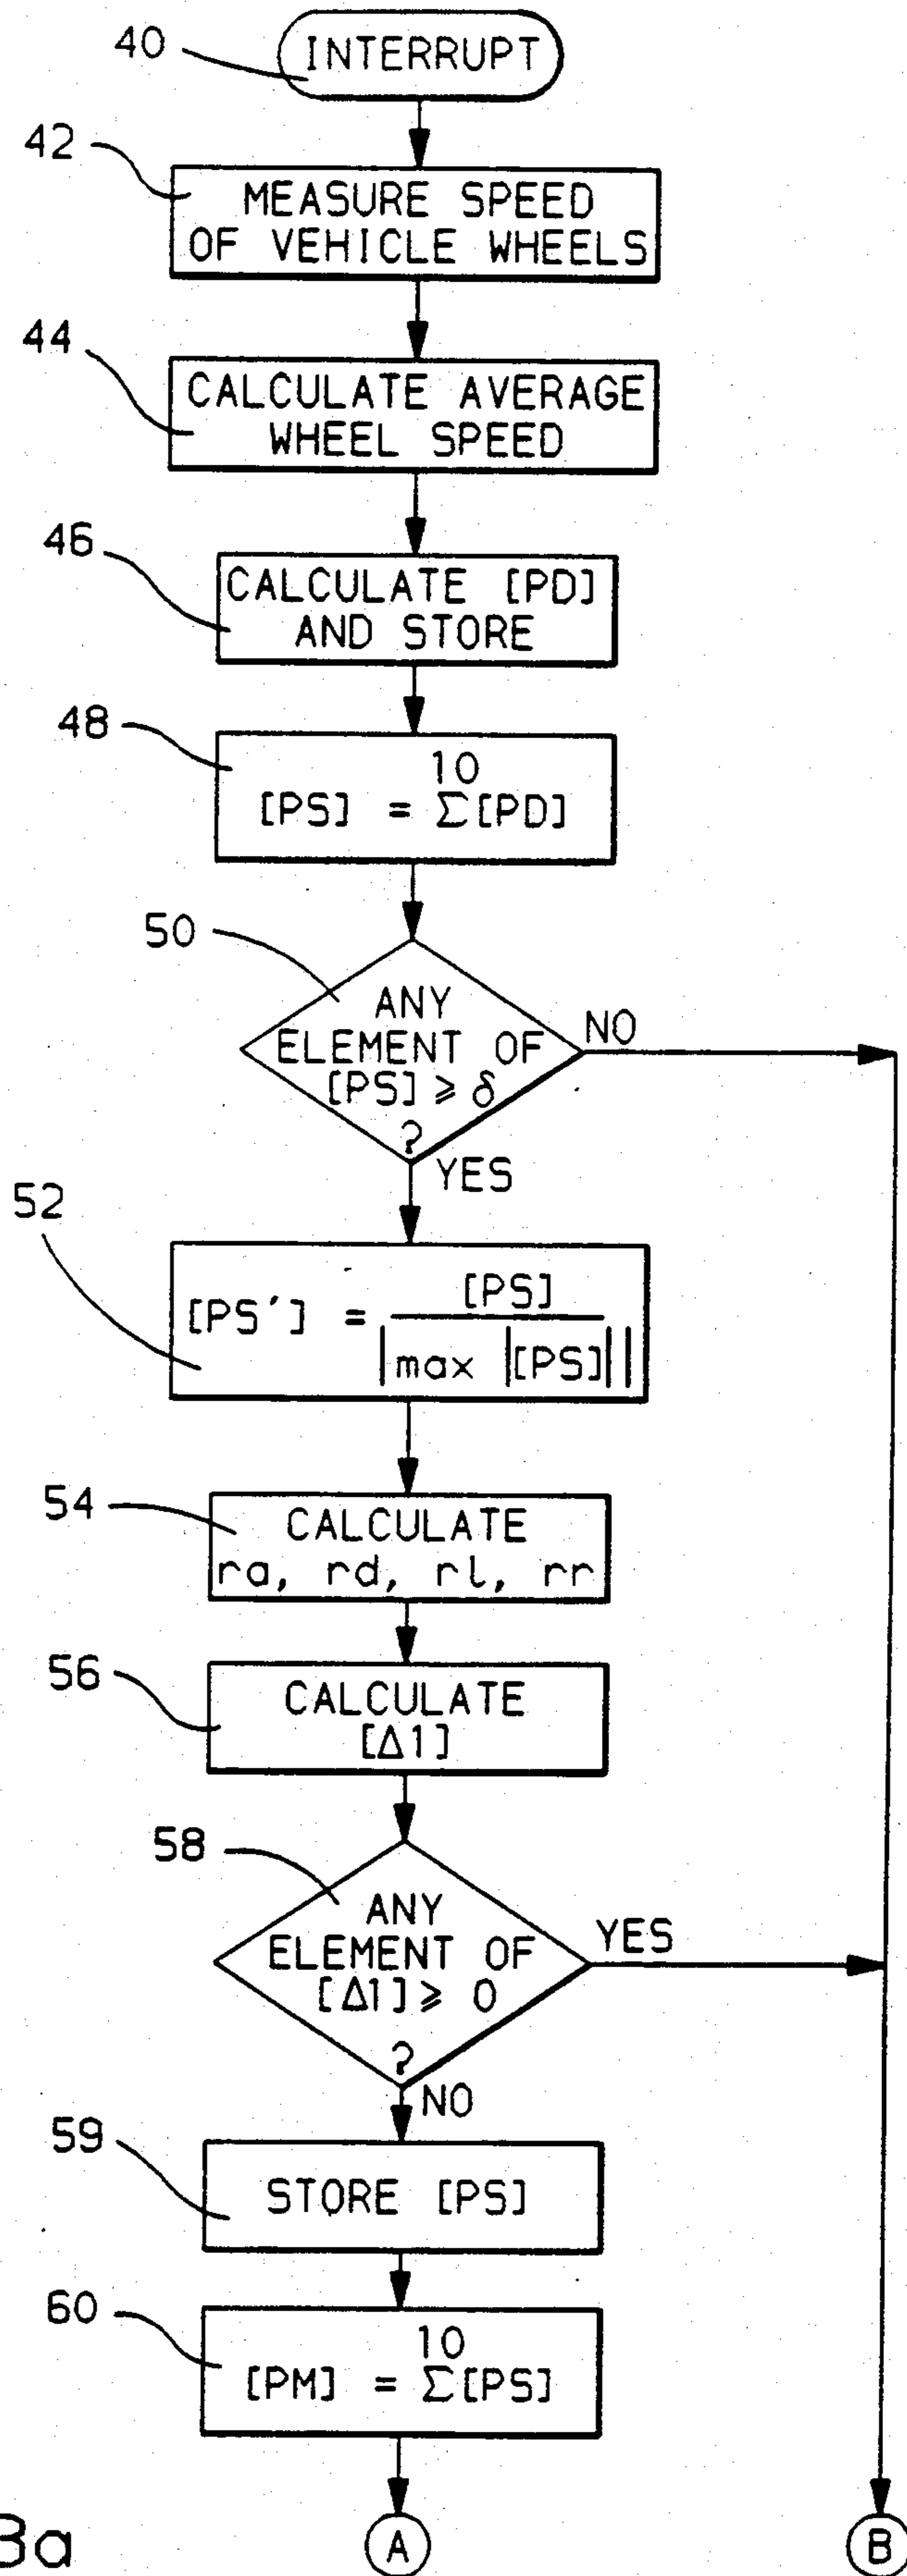 40
INTERRUPT
42
MEASURE SPEED
OF VEHICLE WHEELS
44
CALCULATE AVERAGE
WHEEL SPEED
46
CALCULATE [PD]
AND STORE
48
10
[PS] = Σ[PD]
50
ANY
ELEMENT OF
[PS] ⩾ δ
?
NO
YES
52
[PS′] = [PS]
|max |[PS]||
54
CALCULATE
ra, rd, rl, rr
56
CALCULATE
[Δ1]
58
ANY
ELEMENT OF
[Δ1] ⩾ 0
?
YES
NO
59
STORE [PS]
60
10
[PM] = Σ[PS]
A
B
3a